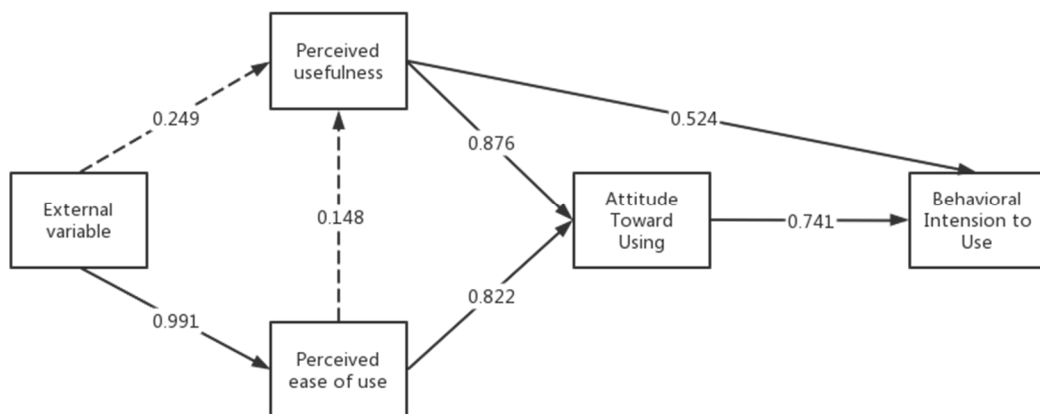 Perceived
usefulness
0.249
0.524
0.876
External
variable
0.148
Attitude
Toward
Using
0.741
Behavioral
Intension to
Use
0.991
0.822
Perceived
ease of use